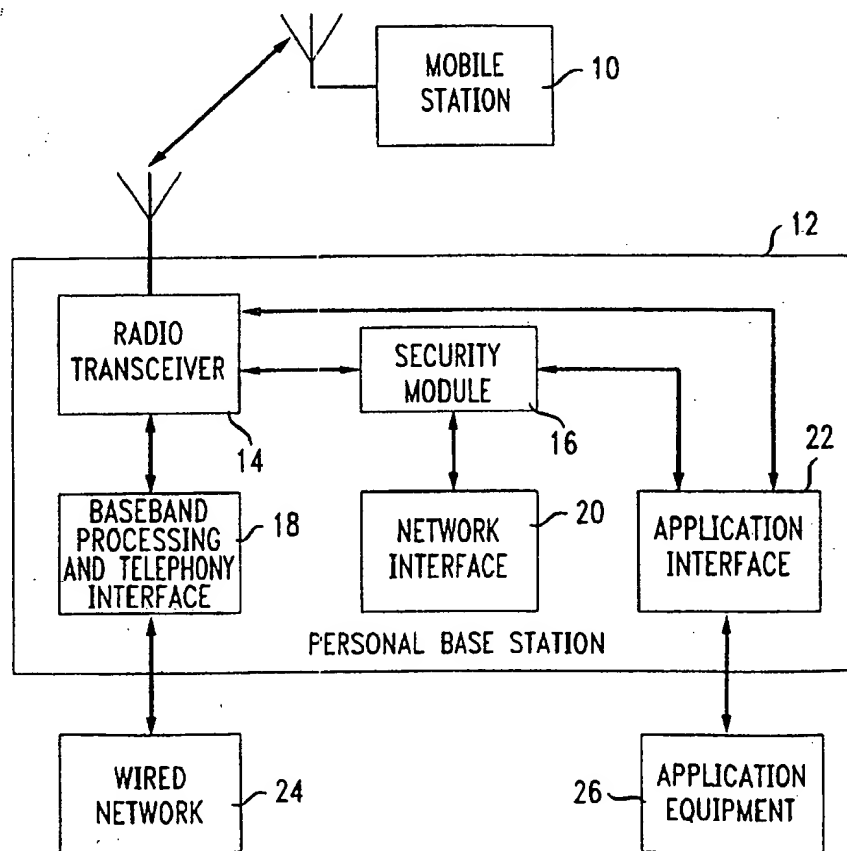 MOBILE
STATION
10
12
RADIO
TRANSCEIVER
14
SECURITY
MODULE
16
22
BASEBAND
PROCESSING
AND TELEPHONY
INTERFACE
18
NETWORK
INTERFACE
20
APPLICATION
INTERFACE
PERSONAL BASE STATION
WIRED
NETWORK
24
26
APPLICATION
EQUIPMENT